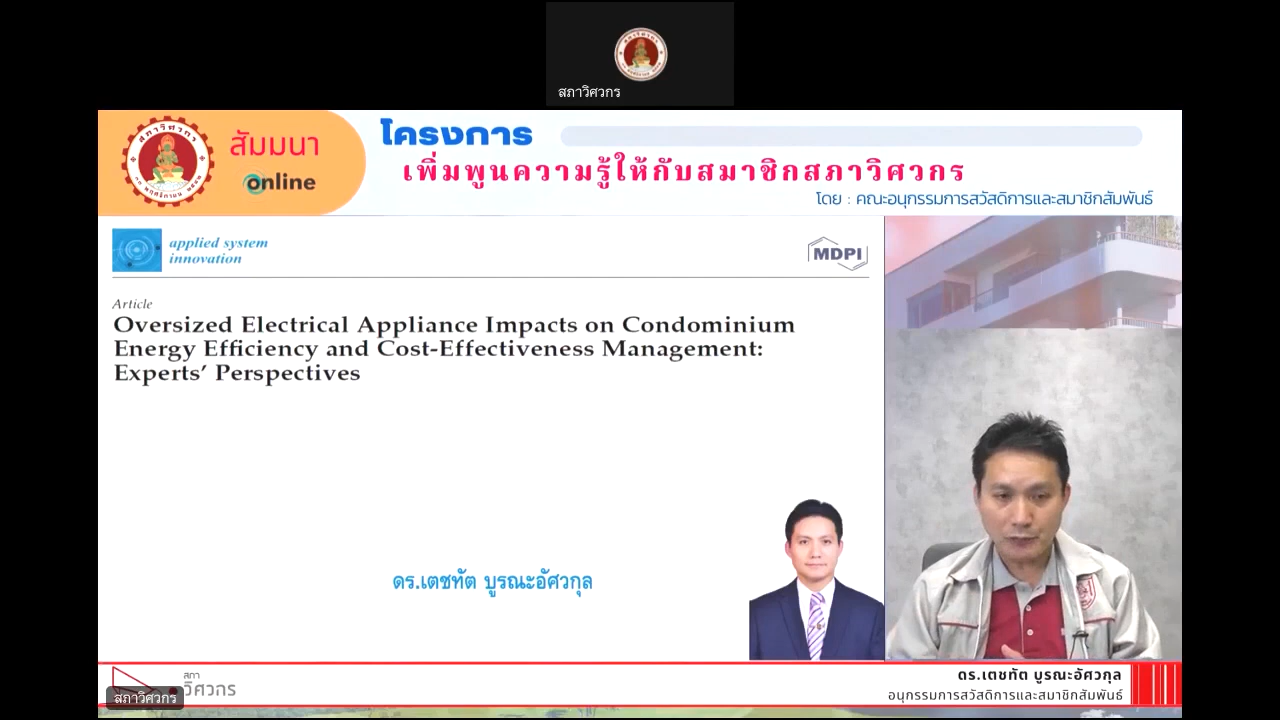 สภาวิศวกร
สัมมนา
Online
โครงการ
เพิ่มพูนความรู้ให้กับสมาชิกสภาวิศวกร
โดย : คณะอนุกรรมการสวัสดิการและสมาชิกสัมพันธ์
applied system
innovation
MDPI
Article
Oversized Electrical Appliance Impacts on Condominium
Energy Efficiency and Cost-Effectiveness Management:
Experts’ Perspectives
ดร.เตชทัต บูรณะอัศวกุล
สภา
วิศวกร
สภาวิศวกร
ดร.เตชทัต บูรณะอัศวกุล
อนุกรรมการสวัสดิการและสมาชิกสัมพันธ์